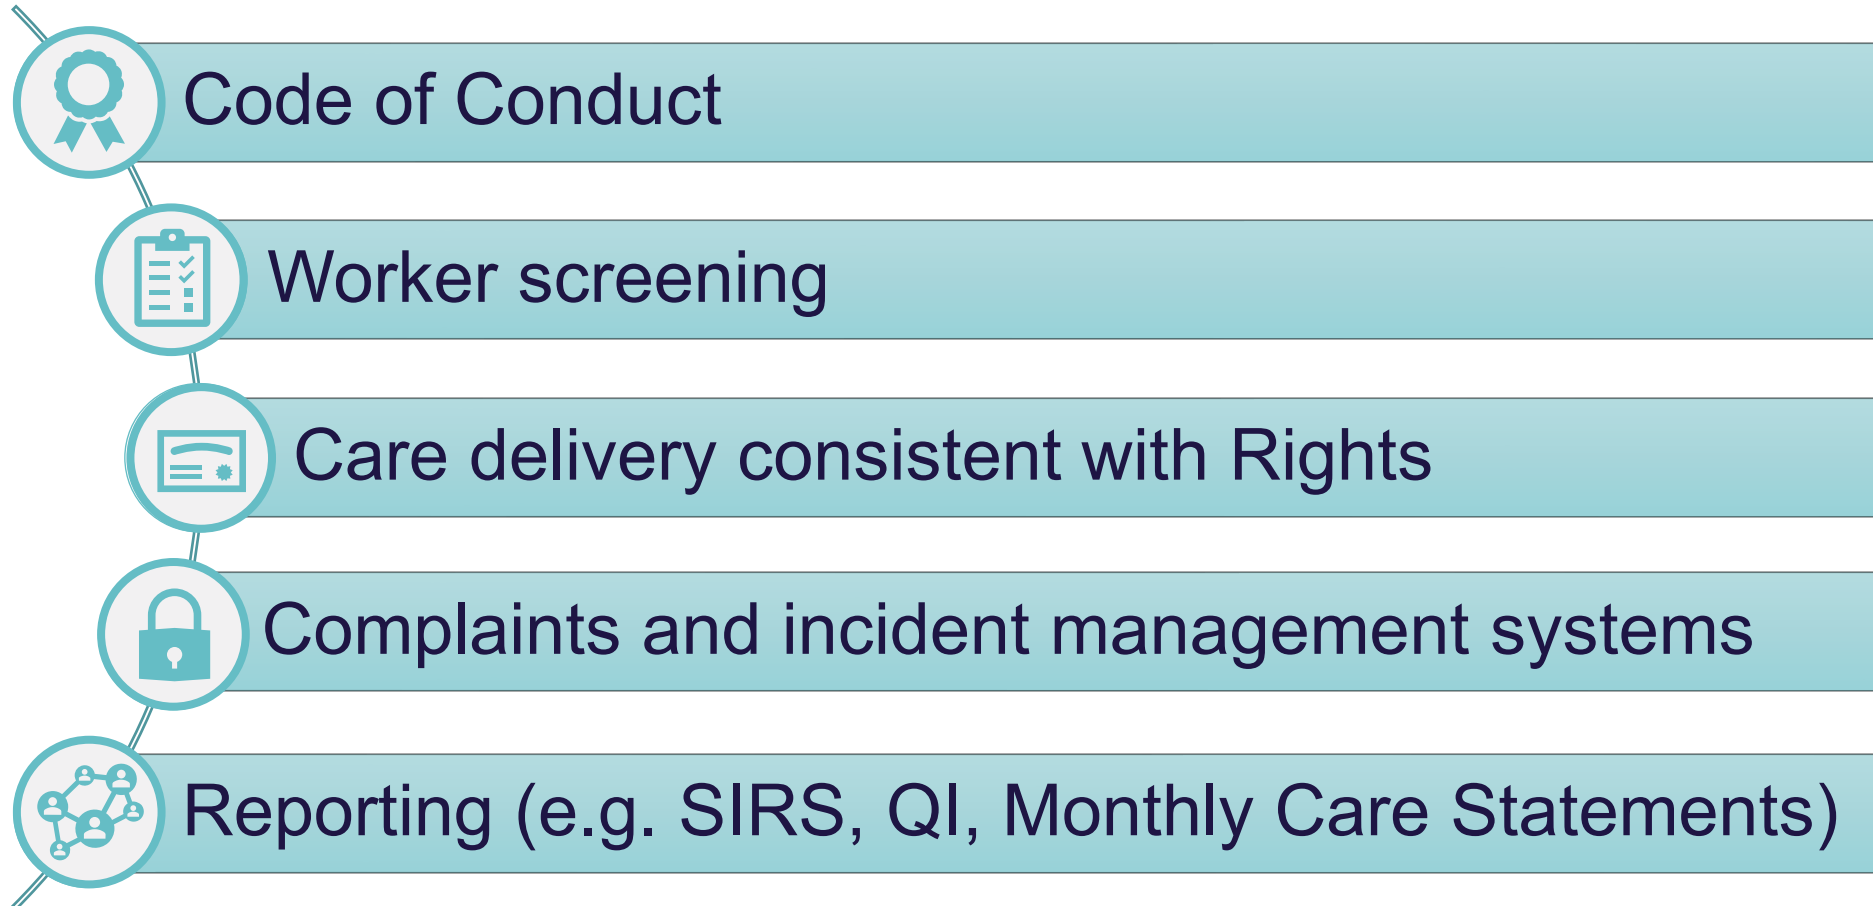 Code of Conduct
Worker screening
Care delivery consistent with Rights
Complaints and incident management systems
Reporting (e.g. SIRS, QI, Monthly Care Statements)